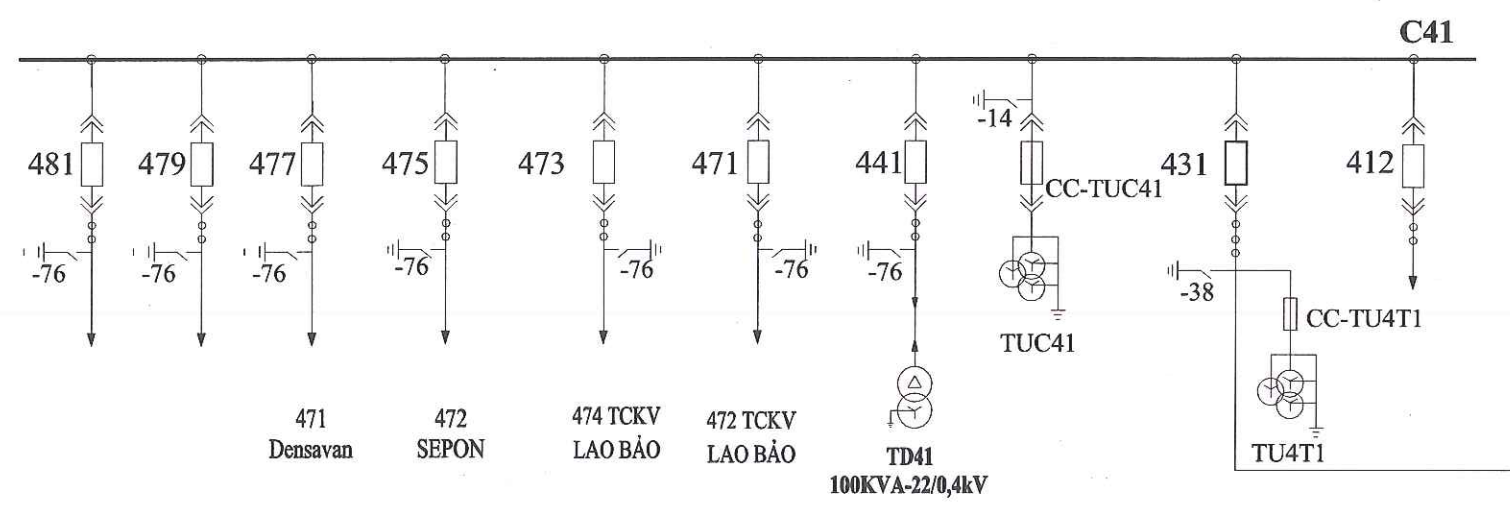 C41
-14
481
479
477
475
473
471
441
CC-TUC41
431
412
-76
-76
-76
-76
-76
-76
-76
-38
CC-TU4T1
TUC41
471
Densavan
472
SEPON
474 TCKV
LAO BẢO
472 TCKV
LAO BẢO
TD41
100KVA-22/0,4kV
TU4T1